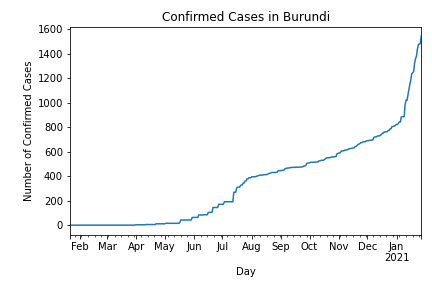 Confirmed Cases in Burundi
Number of Confirmed Cases
1600
1400
1200
1000
800
600
400
200
0
Feb Mar Apr May Jun Jul Aug Sep Oct Nov Dec Jan
2021
Day